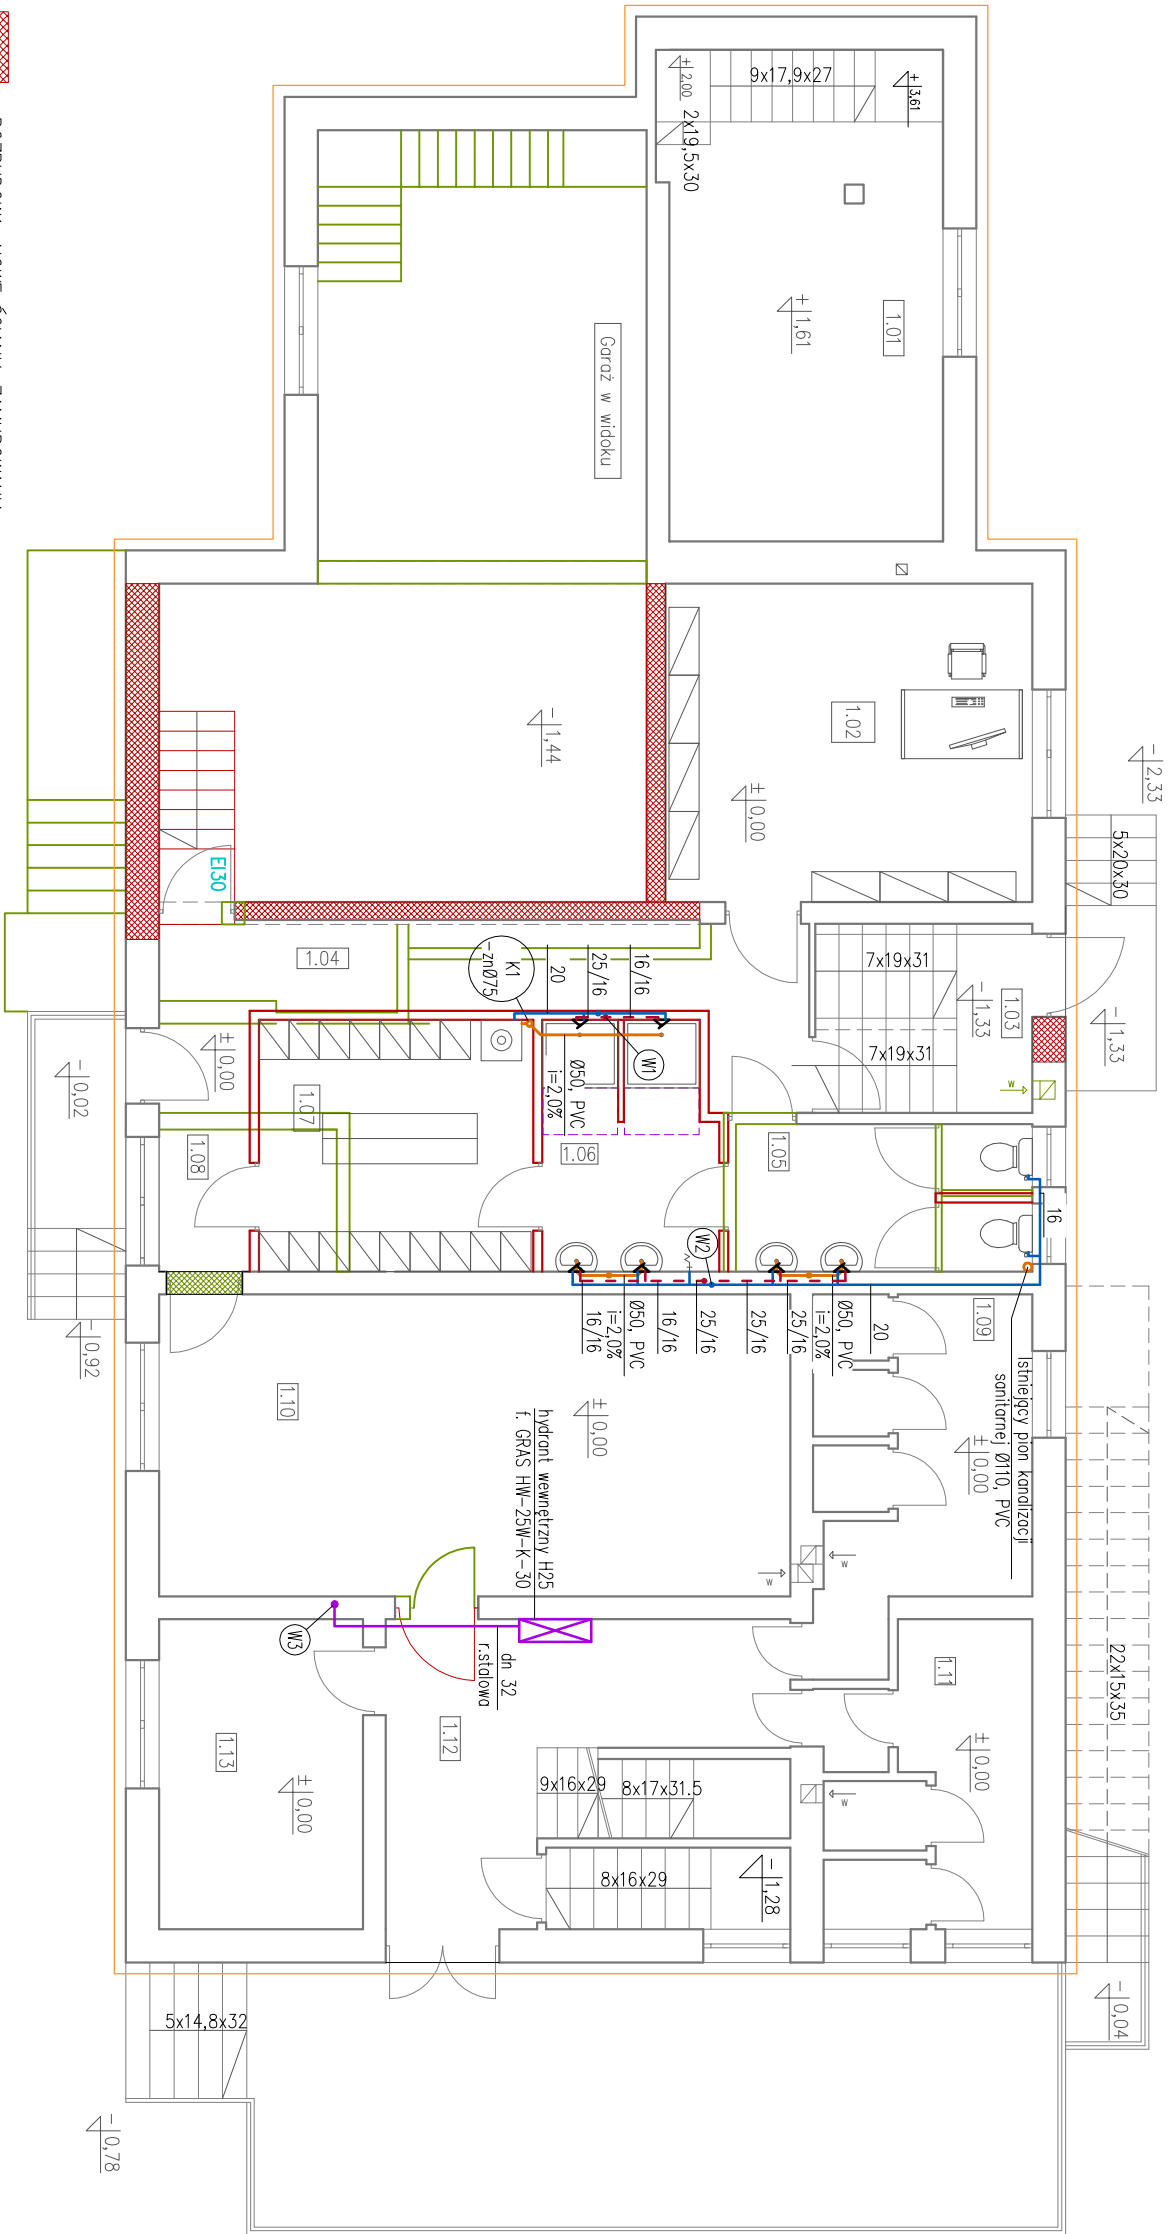 +3,61
9x17,9x27
+2,00
2x19,5x30
1.01
+1,61
Garaż w widoku
1.02
±0,00
-1,44
-2,33
5x20x30
EI30
1.04
7x19x31
7x19x31
1.03
-1,33
-1,33
K1
-znØ75
20
25/16
16/16
W1
Ø50, PVC
i=2,0%
w
±0,00
-0,02
1.07
1.08
1.06
1.05
16
W2
20
Ø50, PVC
i=2,0%
25/16
25/16
25/16
16/16
Ø50, PVC
i=2,0%
16/16
-0,92
1.09
istniejący pion kanalizacji
sanitarnej Ø110, PVC
±0,00
1.10
±0,00
hydrant wewnętrzny H25
f. GRAS HW-25W-K-30
w
w
W3
dn 32
r.stalowa
22x15x35
1.11
±0,00
1.12
1.13
±0,00
9x16x29
8x17x31.5
w
8x16x29
-1,28
-0,04
5x14,8x32
-0,78